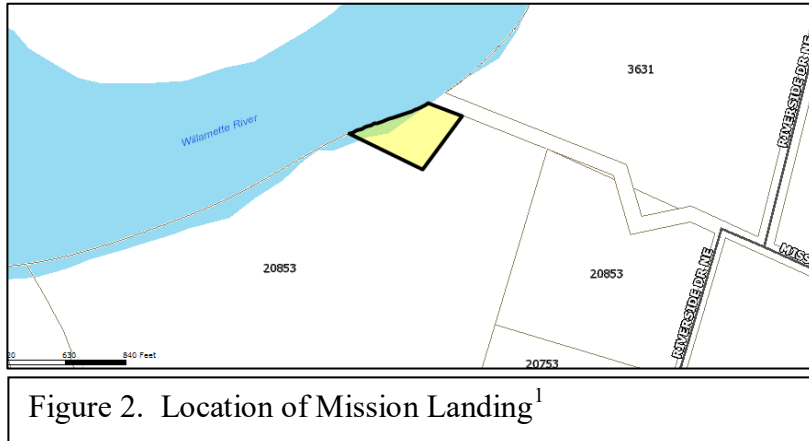 3631
RIVERSIDE DR NE
Willamette River
MISS
20853
20853
RIVERSIDE DR NE
20 630 840 Feet
20753
Figure 2. Location of Mission Landing1